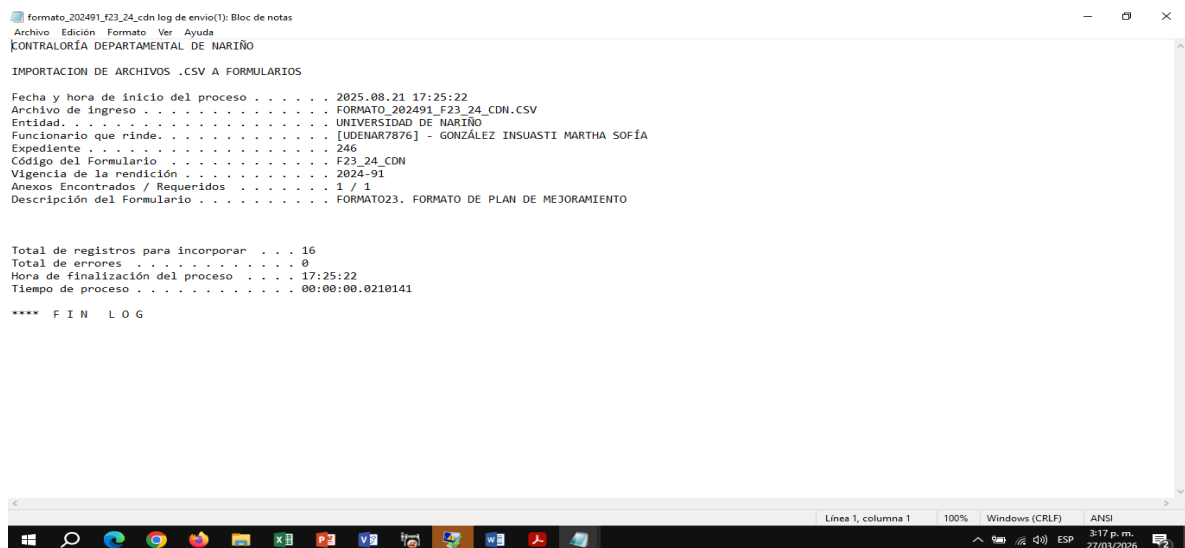 formato_202491_f23_24_cdn log de envio(1): Bloc de notas
Archivo Edición Formato Ver Ayuda
CONTRALORÍA DEPARTAMENTAL DE NARIÑO
IMPORTACION DE ARCHIVOS .CSV A FORMULARIOS
Fecha y hora de inicio del proceso . . . . . . 2025.08.21 17:25:22
Archivo de ingreso . . . . . . . . . . . . . . . FORMATO_202491_F23_24_CDN.CSV
Entidad. . . . . . . . . . . . . . . . . . . . . UNIVERSIDAD DE NARIÑO
Funcionario que rinde. . . . . . . . . . . . . . [UDENAR7876] - GONZÁLEZ INSUASTI MARTHA SOFÍA
Expediente . . . . . . . . . . . . . . . . . . . 246
Código del Formulario . . . . . . . . . . . . . F23_24_CDN
Vigencia de la rendición . . . . . . . . . . . 2024-91
Anexos Encontrados / Requeridos . . . . . . . 1 / 1
Descripción del Formulario . . . . . . . . . . . FORMATO23. FORMATO DE PLAN DE MEJORAMIENTO
Total de registros para incorporar . . . 16
Total de errores . . . . . . . . . . . . . 0
Hora de finalización del proceso . . . . 17:25:22
Tiempo de proceso . . . . . . . . . . . . . 00:00:00.0210141
**** F I N L O G
Línea 1, columna 1 100% Windows (CRLF) ANSI
ESP 3:17 p. m.
27/03/2026